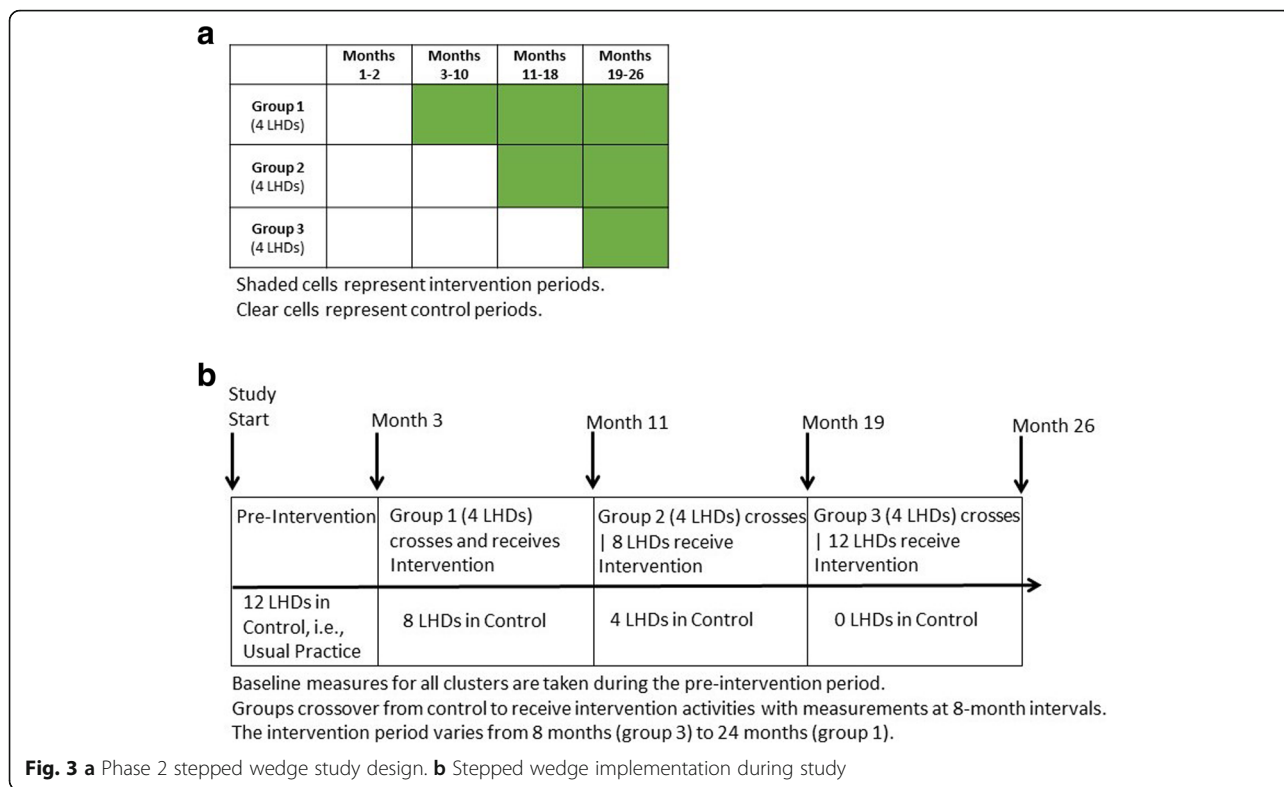 a
Months Months Months Months
1-2 3-10 11-18 19-26
Group 1
(4 LHDs)
Group 2
(4 LHDs)
Group 3
(4 LHDs)
Shaded cells represent intervention periods.
Clear cells represent control periods.
b
Study
Start
Month 3
Month 11
Month 19
Month 26
Pre-Intervention
Group 1 (4 LHDs)
crosses and receives
Intervention
Group 2 (4 LHDs) crosses
| 8 LHDs receive
Intervention
Group 3 (4 LHDs) crosses
| 12 LHDs receive
Intervention
12 LHDs in
Control, i.e.,
Usual Practice
8 LHDs in Control
4 LHDs in Control
0 LHDs in Control
Baseline measures for all clusters are taken during the pre-intervention period.
Groups crossover from control to receive intervention activities with measurements at 8-month intervals.
The intervention period varies from 8 months (group 3) to 24 months (group 1).
Fig. 3 a Phase 2 stepped wedge study design. b Stepped wedge implementation during study